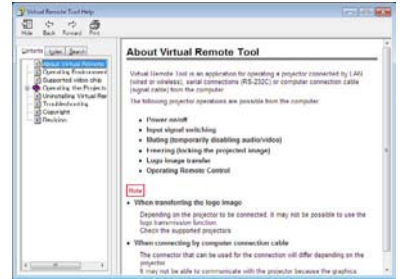 Virtual Remote Tool Help
Hide Back Forward Print
Contents Index Search
About Virtual Remote
Operating Environment
Supported video chip
Operating the Projecto
Uninstalling Virtual Rem
Troubleshooting
Copyright
Revision
About Virtual Remote Tool
Virtual Remote Tool is an application for operating a projector connected by LAN
(wired or wireless), serial connections (RS-232C) or computer connection cable
(signal cable) from the computer.
The following projector operations are possible from the computer
• Power on/off
• Input signal switching
• Muting (temporarily disabling audio/video)
• Freezing (locking the projected image)
• Logo image transfer
• Operating Remote Control
Note
• When transferring the logo image
Depending on the projector to be connected, it may not be possible to use the
logo transmission function.
Check the supported projectors
• When connecting by computer connection cable
The connector that can be used for the connection will differ depending on the
projector
It may not be able to communicate with the projector because the graphics